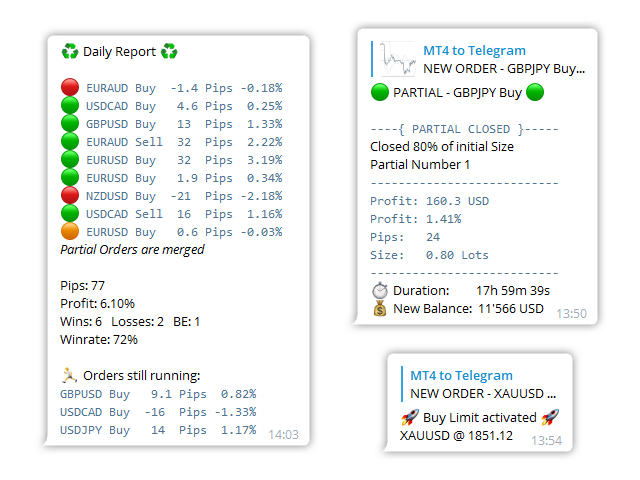 ♻ Daily Report ♻
🔴 EURAUD Buy -1.4 Pips -0.18%
🟢 USDCAD Buy 4.6 Pips 0.25%
🟢 GBPUSD Buy 13 Pips 1.33%
🟢 EURAUD Sell 32 Pips 2.22%
🟢 EURUSD Buy 32 Pips 3.19%
🟢 EURUSD Buy 1.9 Pips 0.34%
🔴 NZDUSD Buy -21 Pips -2.18%
🟢 USDCAD Sell 16 Pips 1.16%
🟠 EURUSD Buy 0.6 Pips -0.03%
Partial Orders are merged
Pips: 77
Profit: 6.10%
Wins: 6 Losses: 2 BE: 1
Winrate: 72%
🏃 Orders still running:
GBPUSD Buy 9.1 Pips 0.82%
USDCAD Buy -16 Pips -1.33%
USDJPY Buy 14 Pips 1.17%
14:03
MT4 to Telegram
NEW ORDER - GBPJPY Buy...
🟢 PARTIAL - GBPJPY Buy 🟢
----{ PARTIAL CLOSED }-----
Closed 80% of initial Size
Partial Number 1
---------------------------
Profit: 160.3 USD
Profit: 1.41%
Pips: 24
Size: 0.80 Lots
---------------------------
⏱ Duration: 17h 59m 39s
💰 New Balance: 11'566 USD
13:50
MT4 to Telegram
NEW ORDER - XAUUSD ...
🚀 Buy Limit activated 🚀
XAUUSD @ 1851.12
13:54